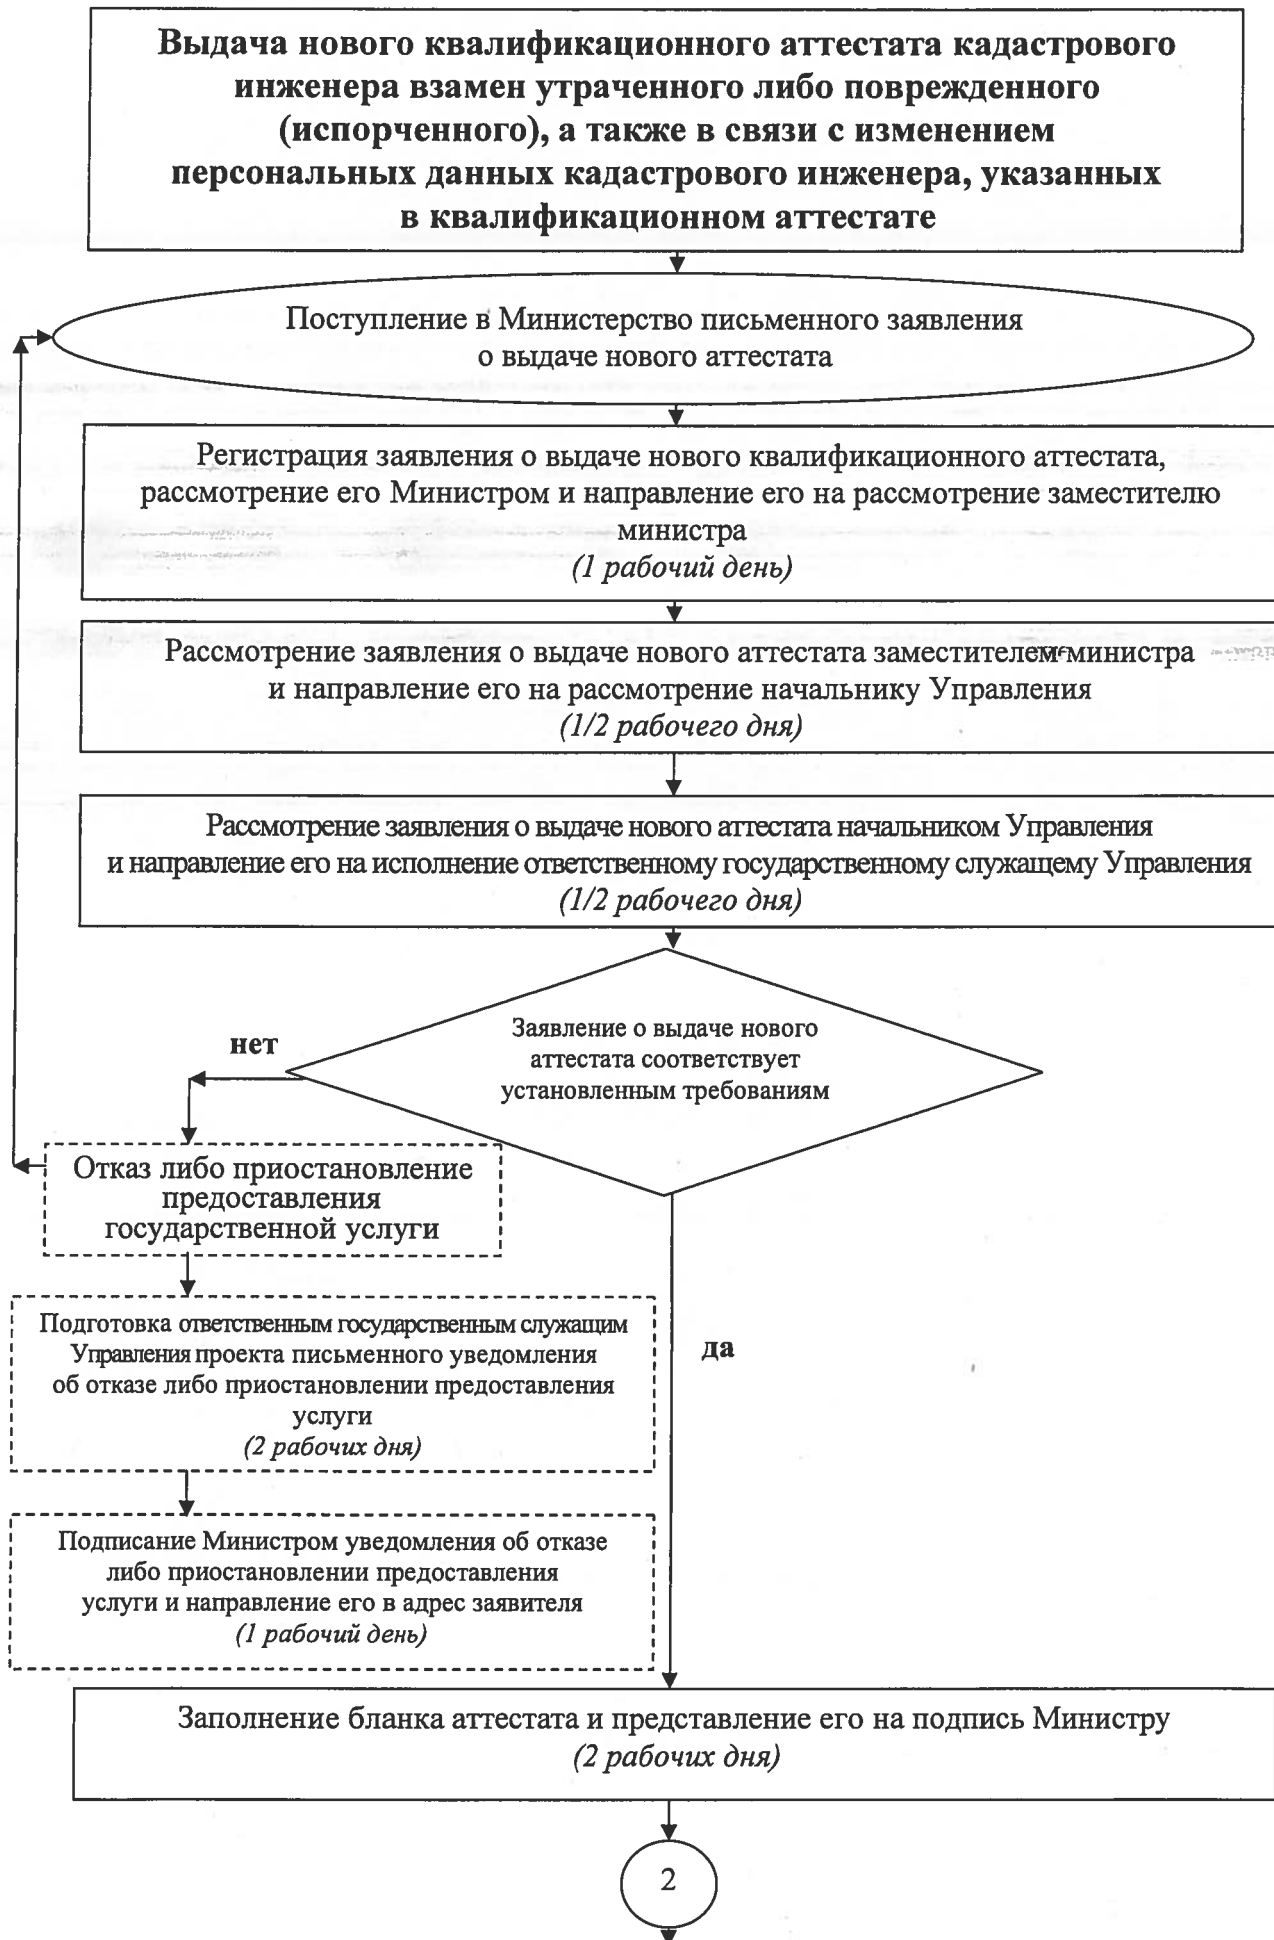 Выдача нового квалификационного аттестата кадастрового
инженера взамен утраченного либо поврежденного
(испорченного), а также в связи с изменением
персональных данных кадастрового инженера, указанных
в квалификационном аттестате
Поступление в Министерство письменного заявления
о выдаче нового аттестата
Регистрация заявления о выдаче нового квалификационного аттестата,
рассмотрение его Министром и направление его на рассмотрение заместителю
министра
(1 рабочий день)
Рассмотрение заявления о выдаче нового аттестата заместителем министра
и направление его на рассмотрение начальнику Управления
(1/2 рабочего дня)
Рассмотрение заявления о выдаче нового аттестата начальником Управления
и направление его на исполнение ответственному государственному служащему Управления
(1/2 рабочего дня)
Заявление о выдаче нового
аттестата соответствует
установленным требованиям
нет
Отказ либо приостановление
предоставления
государственной услуги
Подготовка ответственным государственным служащим
Управления проекта письменного уведомления
об отказе либо приостановлении предоставления
услуги
(2 рабочих дня)
да
Подписание Министром уведомления об отказе
либо приостановлении предоставления
услуги и направление его в адрес заявителя
(1 рабочий день)
Заполнение бланка аттестата и представление его на подпись Министру
(2 рабочих дня)
2